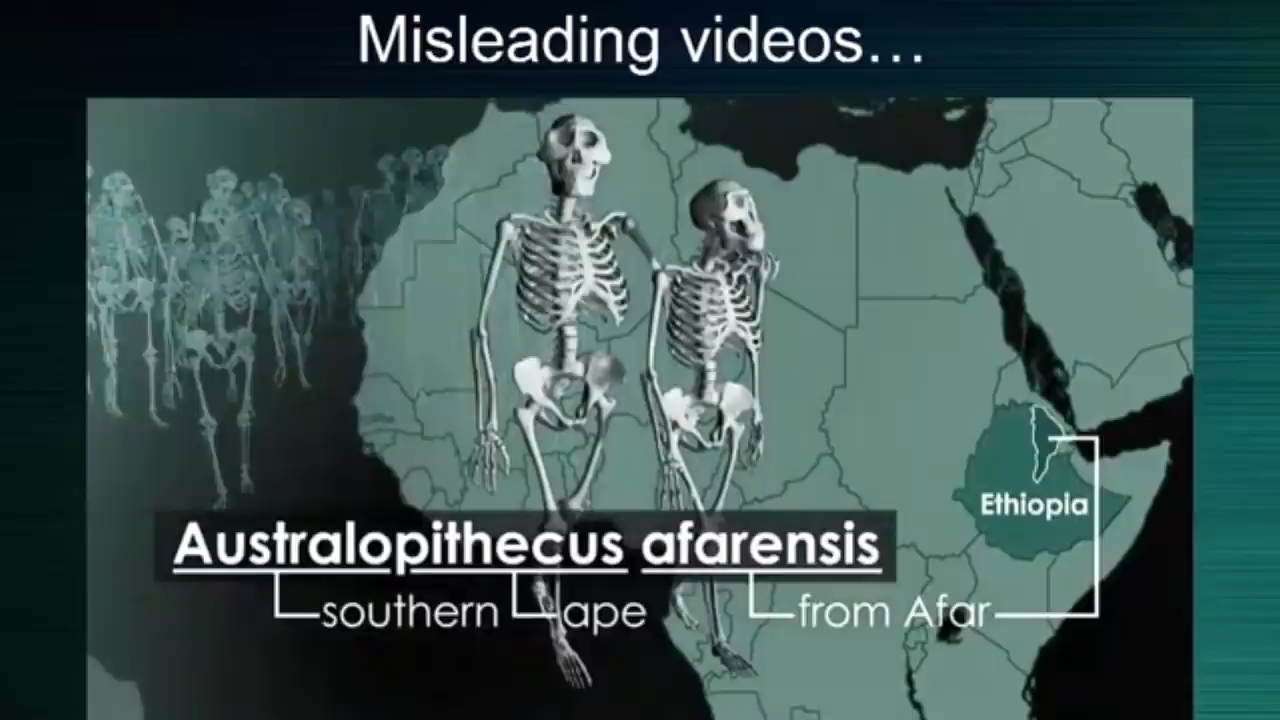 Misleading videos…
Ethiopia
Australopithecus afarensis
southern ape from Afar